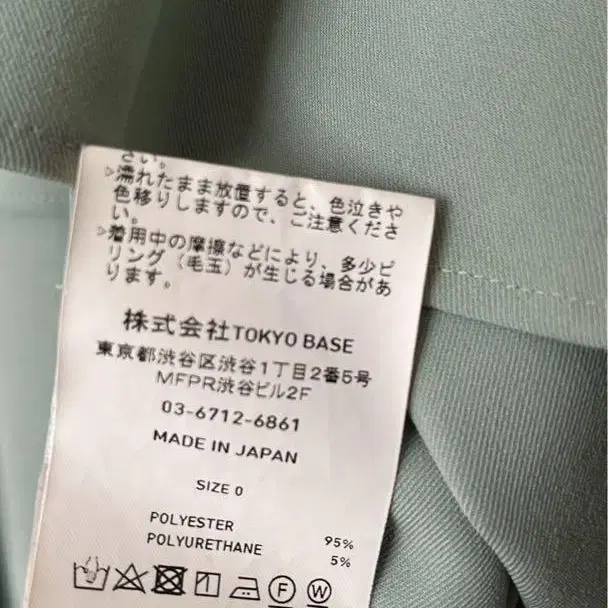 さい。
▷濡れたまま放置すると、色泣きや
色移りしますので、ご注意くださ
い。
▷着用中の摩擦などにより、多少ピ
リング（毛玉）が生じる場合があ
ります。
株式会社TOKYO BASE
東京都渋谷区渋谷1丁目2番5号
MFPR渋谷ビル2F
03-6712-6861
MADE IN JAPAN
SIZE 0
POLYESTER 95%
POLYURETHANE 5%
F W